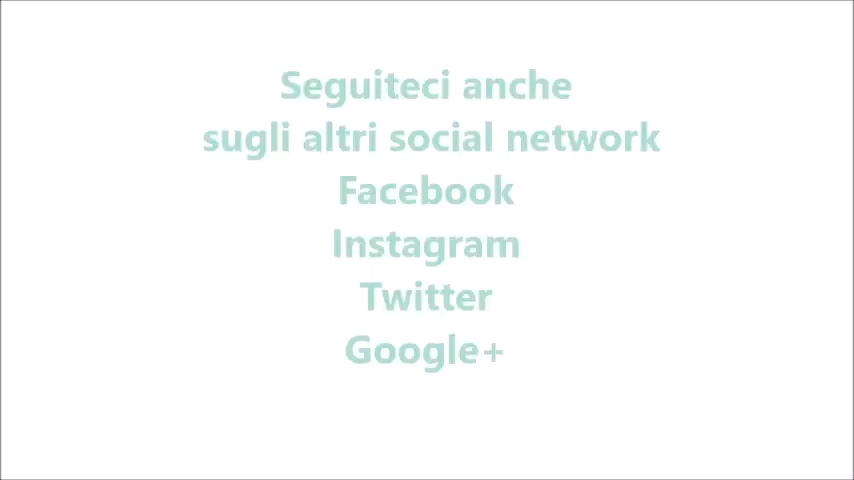 Seguiteci anche
sugli altri social network
Facebook
Instagram
Twitter
Google+